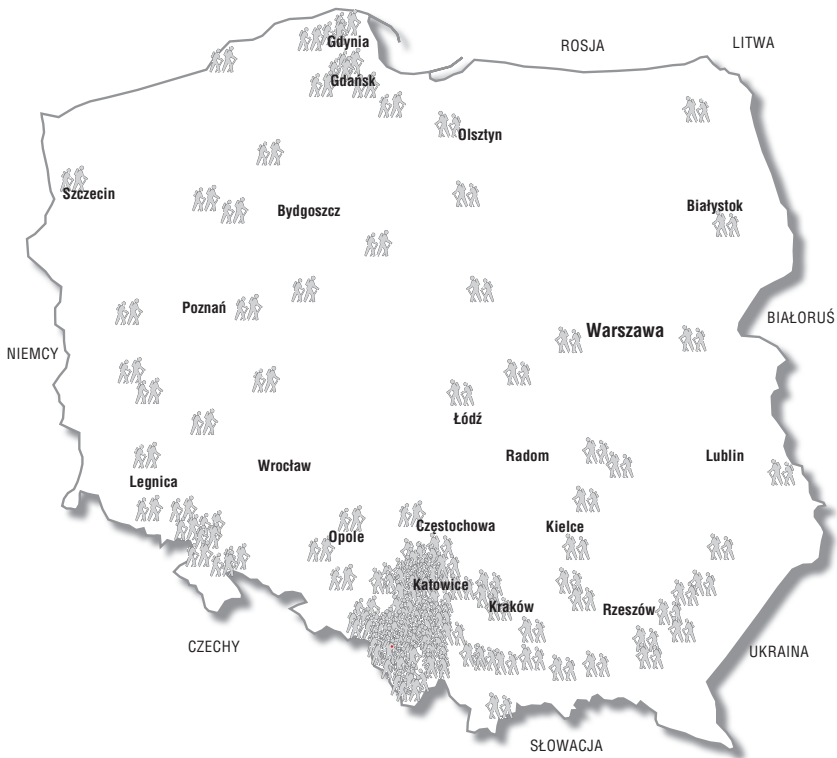 Gdynia
ROSJA
LITWA
Gdańsk
Olsztyn
Szczecin
Białystok
Bydgoszcz
Poznań
BIAŁORUŚ
Warszawa
NIEMCY
Łódź
Radom
Lublin
Wrocław
Legnica
Częstochowa
Kielce
Opole
Katowice
Kraków
Rzeszów
CZECHY
UKRAINA
SŁOWACJA